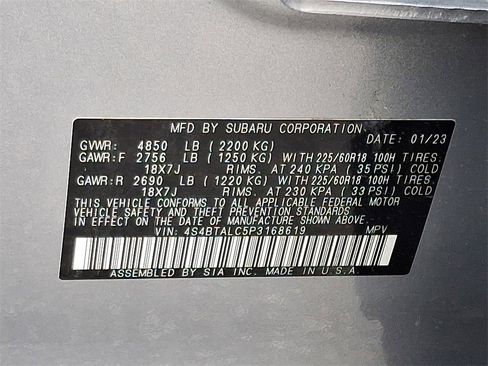 MFD BY SUBARU CORPORATION. DATE: 01/23
GVWR: 4850 LB (2200 KG)
GAWR:F 2756 LB (1250 KG) WITH 225/60R18 100H TIRES.
18X7J RIMS. AT 240 KPA (35 PSI) COLD
GAWR:R 2690 LB (1220 KG) WITH 225/60R18 100H TIRES.
18X7J RIMS. AT 230 KPA (33 PSI) COLD
THIS VEHICLE CONFORMS TO ALL APPLICABLE FEDERAL MOTOR
VEHICLE SAFETY AND THEFT PREVENTION STANDARDS
IN EFFECT ON THE DATE OF MANUFACTURE SHOWN ABOVE.
VIN: 4S4BTALC5P3168619 MPV
ASSEMBLED BY SIA INC. MADE IN U.S.A.